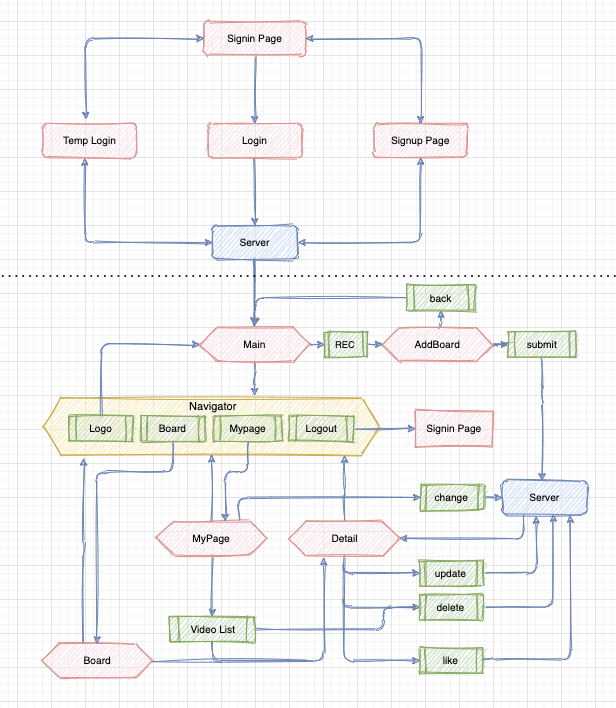 Signin Page
Temp Login
Login
Signup Page
Server
back
Main
REC
AddBoard
submit
Navigator
Logo
Board
Mypage
Logout
Signin Page
change
Server
MyPage
Detail
update
delete
Video List
Board
like